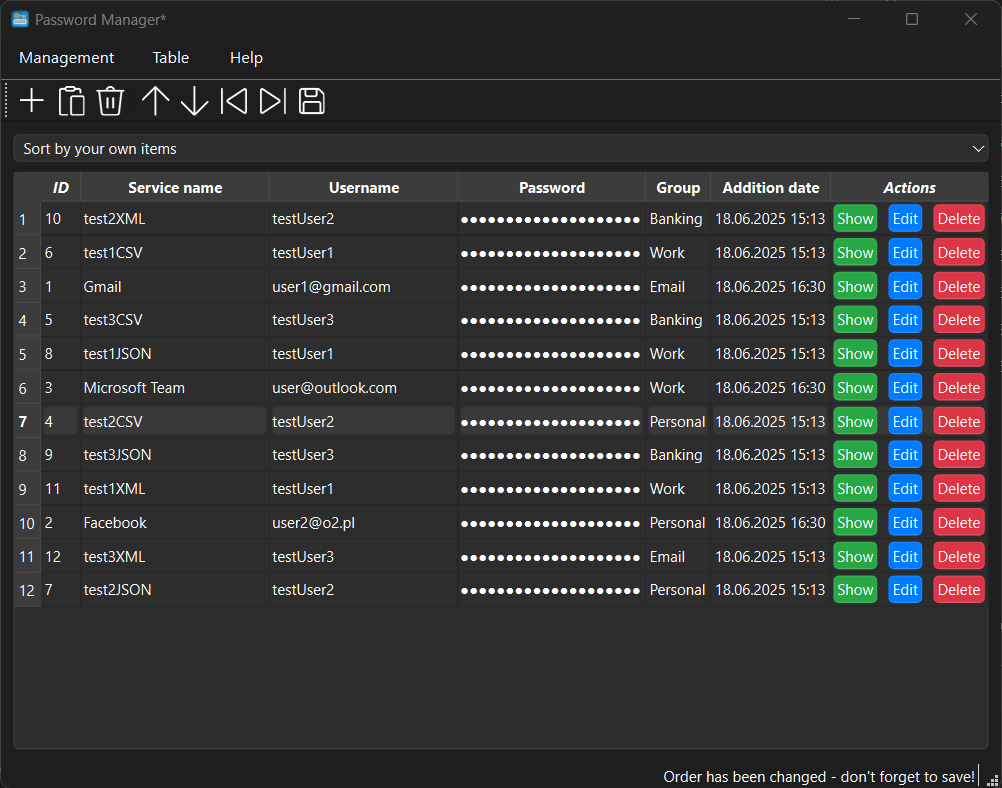 Password Manager*
Management Table Help
Sort by your own items
ID Service name Username Password Group Addition date Actions
1 10 test2XML testUser2 ●●●●●●●●●●●●●●●●●●●● Banking 18.06.2025 15:13 Show Edit Delete
2 6 test1CSV testUser1 ●●●●●●●●●●●●●●●●●●●● Work 18.06.2025 15:13 Show Edit Delete
3 1 Gmail user1@gmail.com ●●●●●●●●●●●●●●●●●●●● Email 18.06.2025 16:30 Show Edit Delete
4 5 test3CSV testUser3 ●●●●●●●●●●●●●●●●●●●● Banking 18.06.2025 15:13 Show Edit Delete
5 8 test1JSON testUser1 ●●●●●●●●●●●●●●●●●●●● Work 18.06.2025 15:13 Show Edit Delete
6 3 Microsoft Team user@outlook.com ●●●●●●●●●●●●●●●●●●●● Work 18.06.2025 16:30 Show Edit Delete
7 4 test2CSV testUser2 ●●●●●●●●●●●●●●●●●●●● Personal 18.06.2025 15:13 Show Edit Delete
8 9 test3JSON testUser3 ●●●●●●●●●●●●●●●●●●●● Banking 18.06.2025 15:13 Show Edit Delete
9 11 test1XML testUser1 ●●●●●●●●●●●●●●●●●●●● Work 18.06.2025 15:13 Show Edit Delete
10 2 Facebook user2@o2.pl ●●●●●●●●●●●●●●●●●●●● Personal 18.06.2025 16:30 Show Edit Delete
11 12 test3XML testUser3 ●●●●●●●●●●●●●●●●●●●● Email 18.06.2025 15:13 Show Edit Delete
12 7 test2JSON testUser2 ●●●●●●●●●●●●●●●●●●●● Personal 18.06.2025 15:13 Show Edit Delete
Order has been changed - don't forget to save!